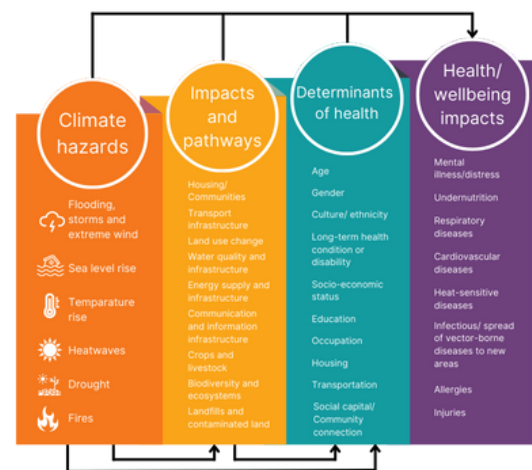 Climate
hazards
Flooding,
storms and
extreme wind
Sea level rise
Temparature
rise
Heatwaves
Drought
Fires
Impacts
and
pathways
Housing/
Communities
Transport
infrastructure
Land use change
Water quality and
infrastructure
Energy supply and
infrastructure
Communication
and information
infrastructure
Crops and
livestock
Biodiversity and
ecosystems
Landfills and
contaminated land
Determinants
of health
Age
Gender
Culture/ ethnicity
Long-term health
condition or
disability
Socio-economic
status
Education
Occupation
Housing
Transportation
Social capital/
Community
connection
Health/
wellbeing
impacts
Mental
illness/distress
Undernutrition
Respiratory
diseases
Cardiovascular
diseases
Heat-sensitive
diseases
Infectious/ spread
of vector-borne
diseases to new
areas
Allergies
Injuries